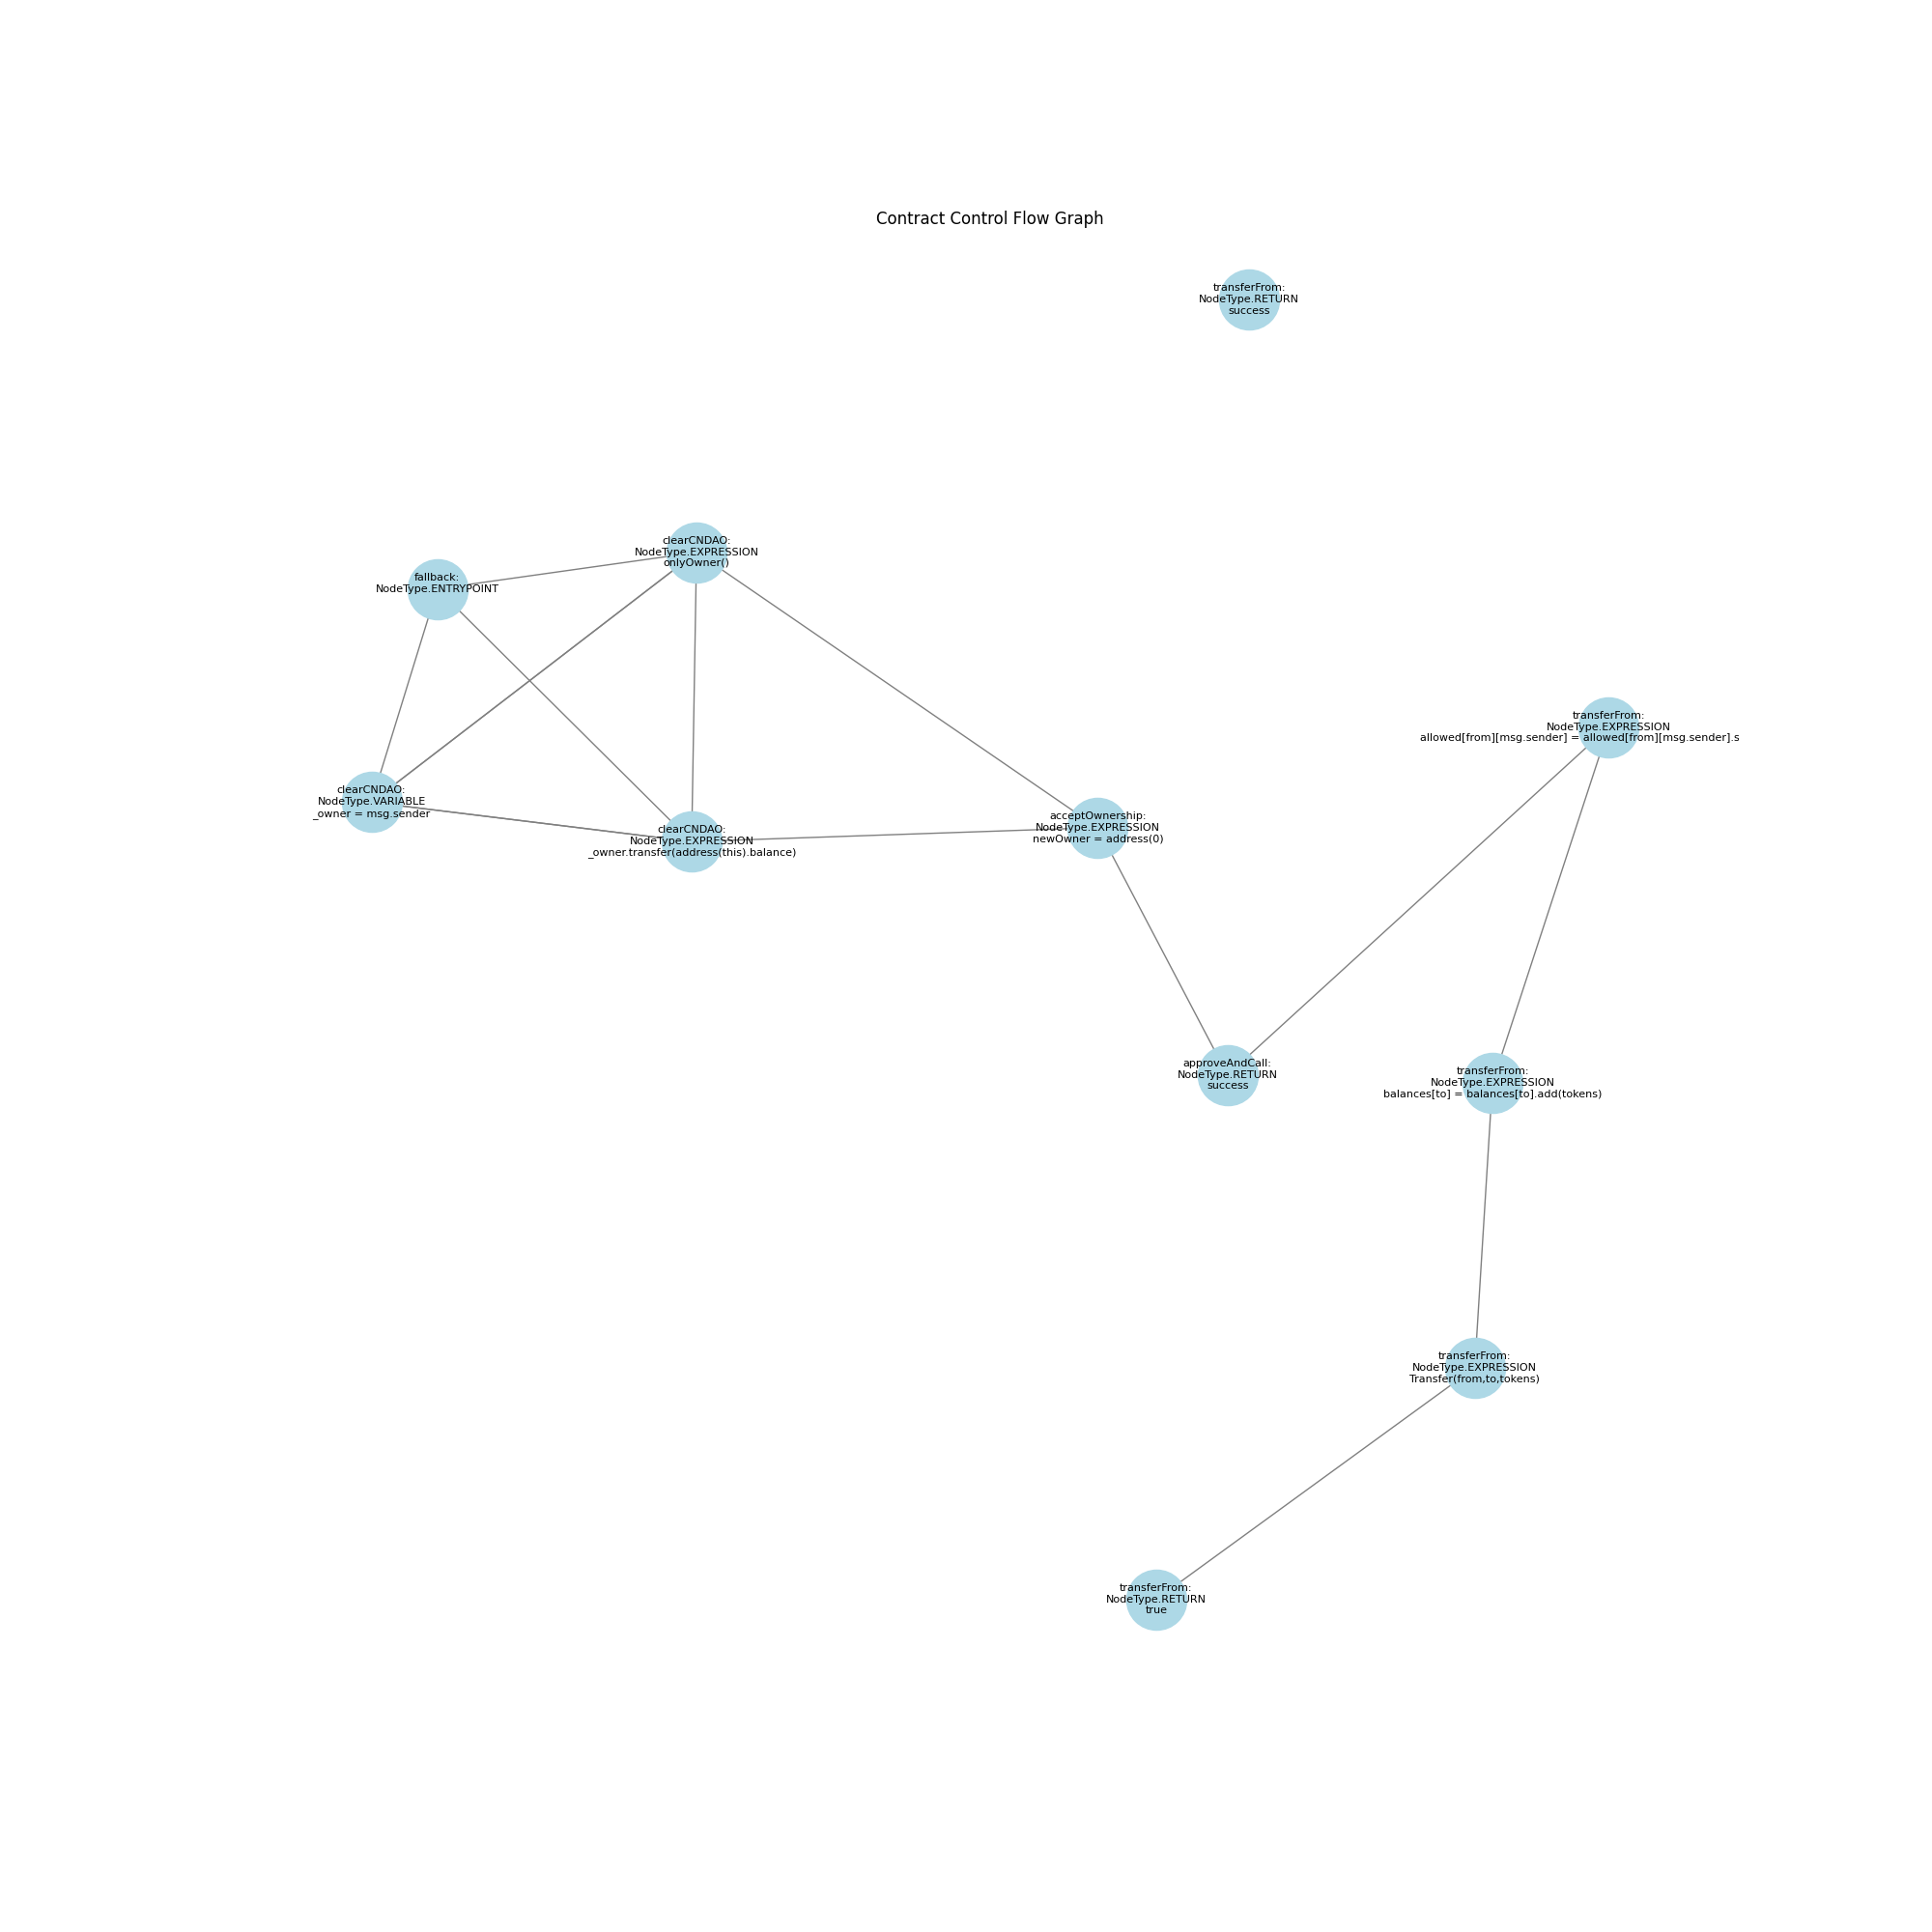 Contract Control Flow Graph
transferFrom:
NodeType.RETURN
success
clearCNDAO:
NodeType.EXPRESSION
onlyOwner()
fallback:
NodeType.ENTRYPOINT
transferFrom:
NodeType.EXPRESSION
allowed[from][msg.sender] = allowed[from][msg.sender].s
clearCNDAO:
NodeType.VARIABLE
_owner = msg.sender
clearCNDAO:
NodeType.EXPRESSION
_owner.transfer(address(this).balance)
acceptOwnership:
NodeType.EXPRESSION
newOwner = address(0)
approveAndCall:
NodeType.RETURN
success
transferFrom:
NodeType.EXPRESSION
balances[to] = balances[to].add(tokens)
transferFrom:
NodeType.EXPRESSION
Transfer(from,to,tokens)
transferFrom:
NodeType.RETURN
true